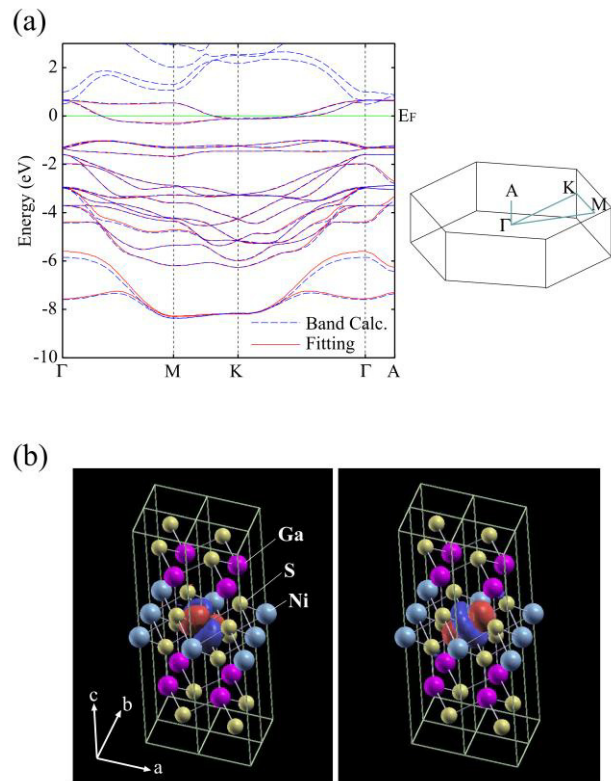 (a)
2
0
-2
-4
-6
-8
-10
Energy (eV)
EF
Band Calc.
Fitting
Γ M K Γ A
A
K
M
Γ
(b)
Ga
S
Ni
c
b
a